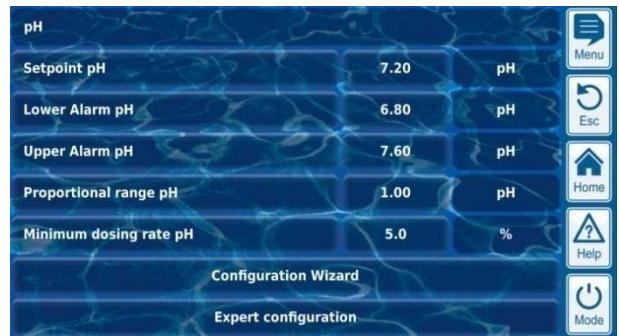 pH
Menu
Setpoint pH 7.20 pH
Esc
Lower Alarm pH 6.80 pH
Upper Alarm pH 7.60 pH
Home
Proportional range pH 1.00 pH
Minimum dosing rate pH 5.0 %
Help
Configuration Wizard
Expert configuration
Mode